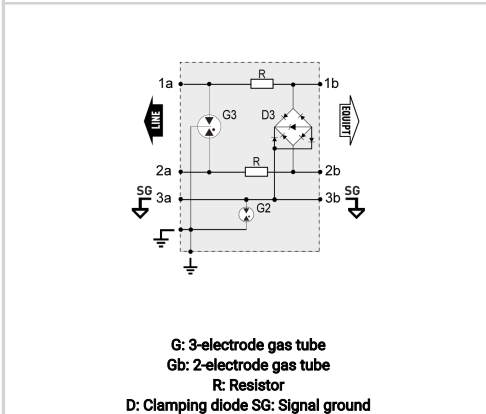 R
1a 1b
G3 D3
LINE EQUIPT
R
2a 2b
SG 3a 3b SG
G2
G: 3-electrode gas tube
Gb: 2-electrode gas tube
R: Resistor
D: Clamping diode SG: Signal ground